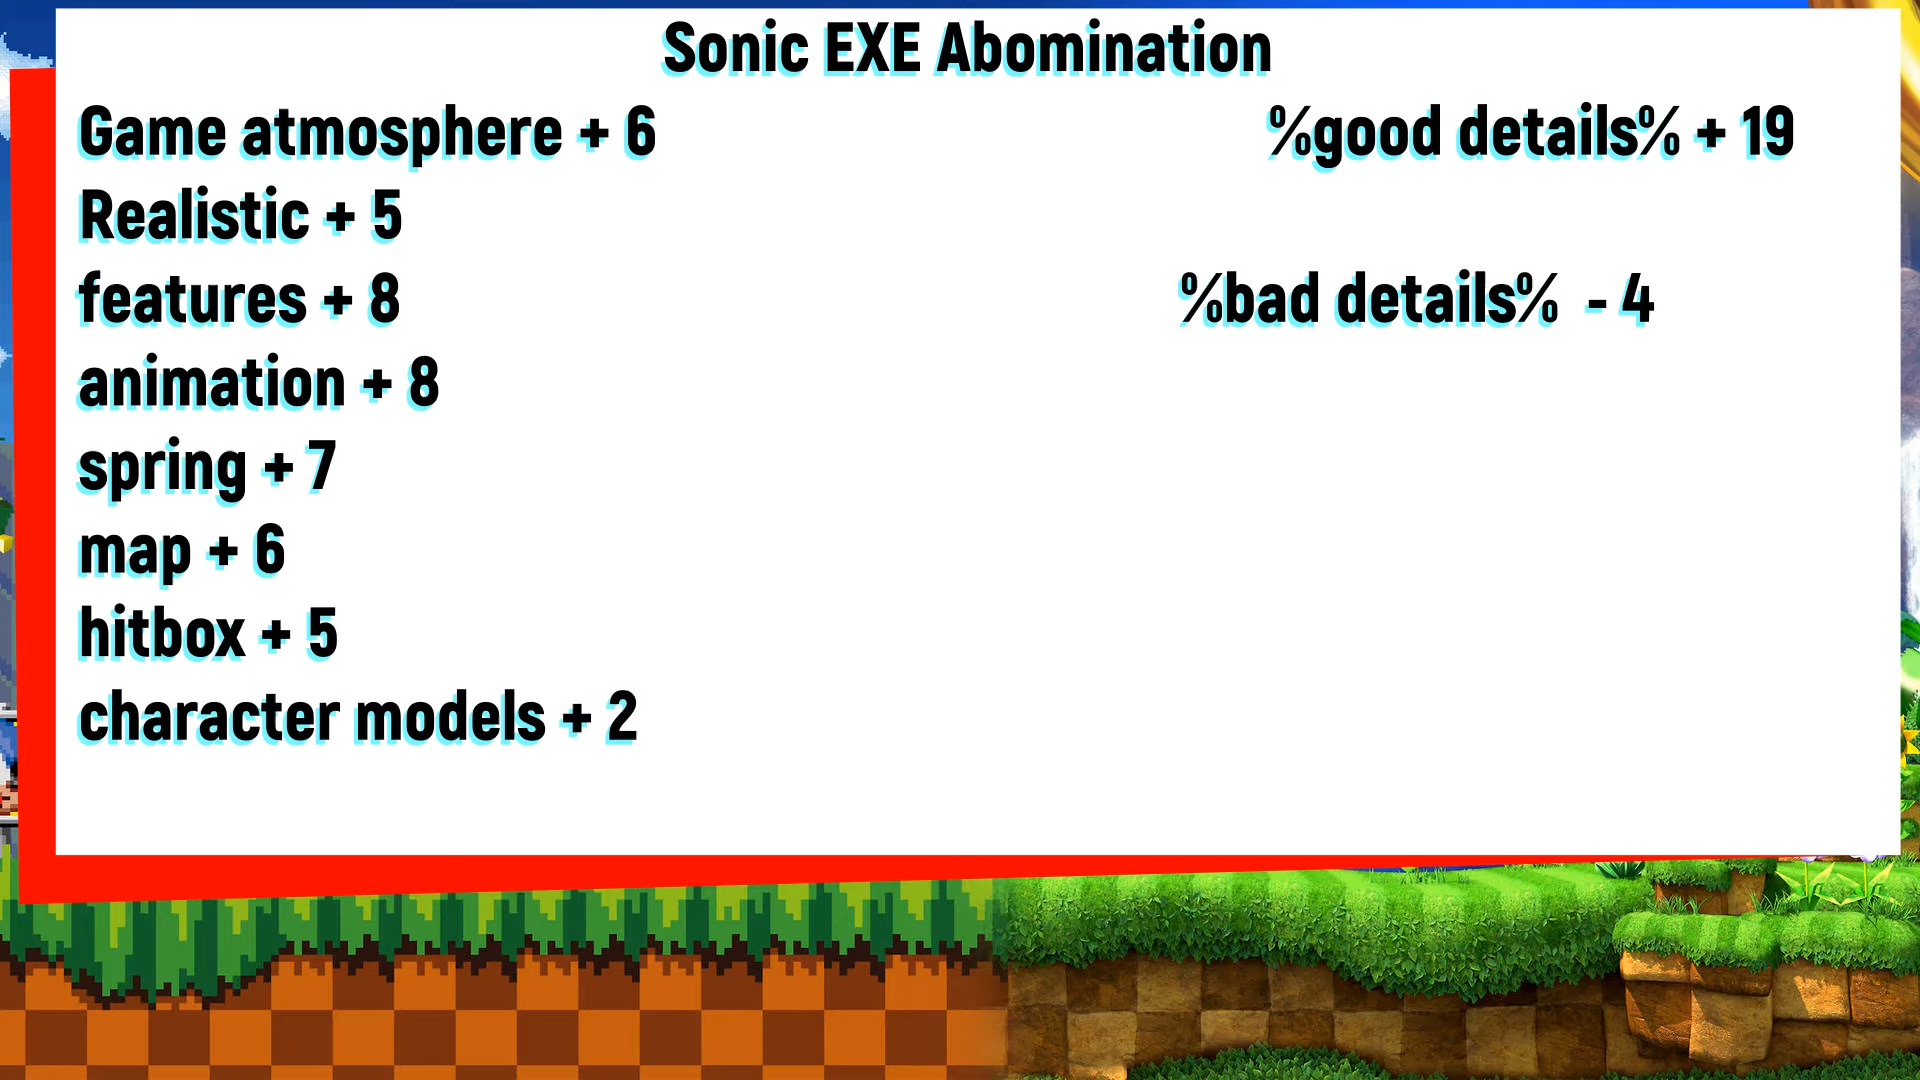 Sonic EXE Abomination
Game atmosphere + 6
%good details% + 19
Realistic + 5
features + 8
%bad details% - 4
animation + 8
spring + 7
map + 6
hitbox + 5
character models + 2